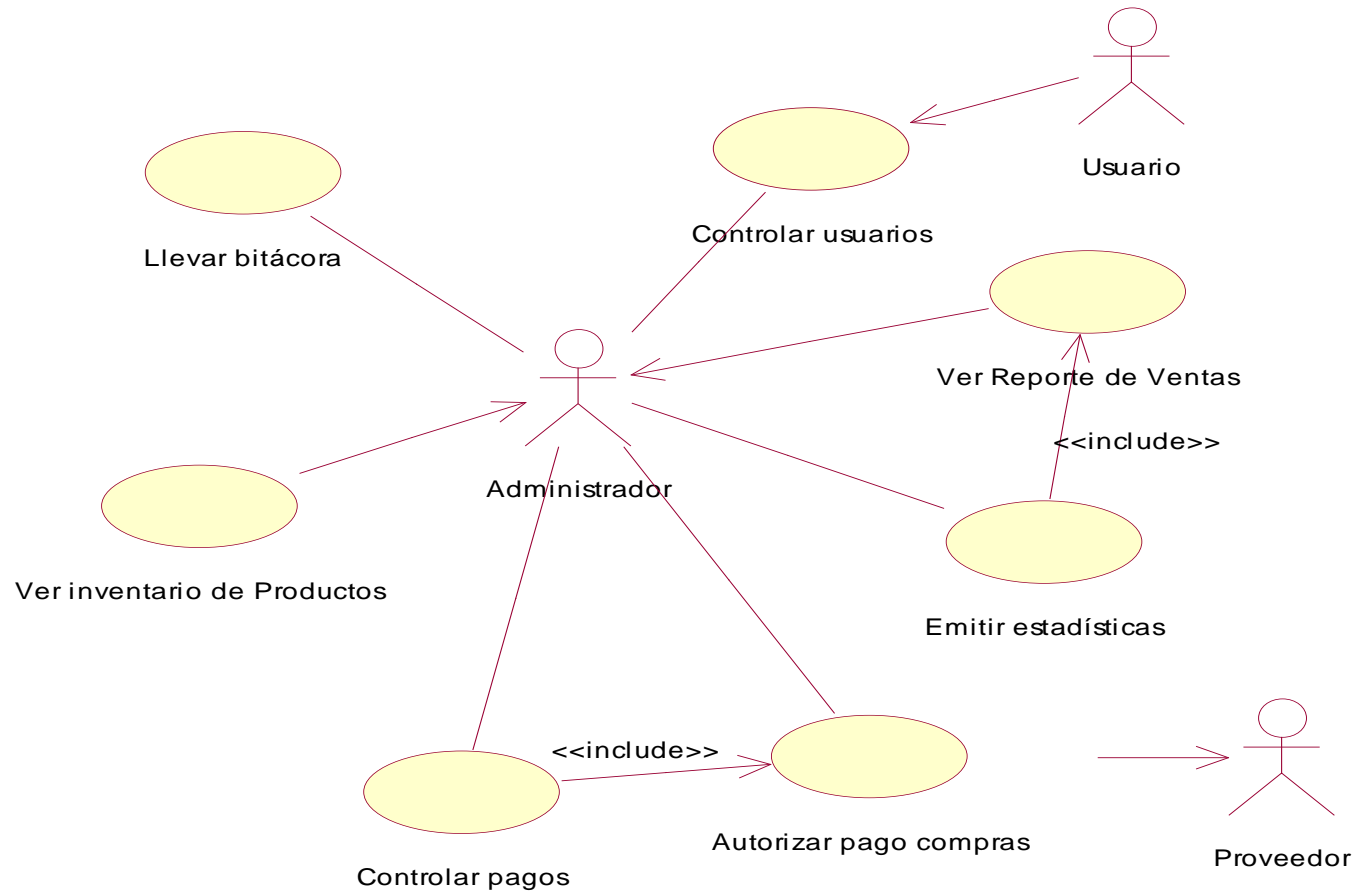 Usuario
Controlar usuarios
Llevar bitácora
Ver Reporte de Ventas
<<include>>
Administrador
Ver inventario de Productos
Emitir estadísticas
<<include>>
Autorizar pago compras
Proveedor
Controlar pagos